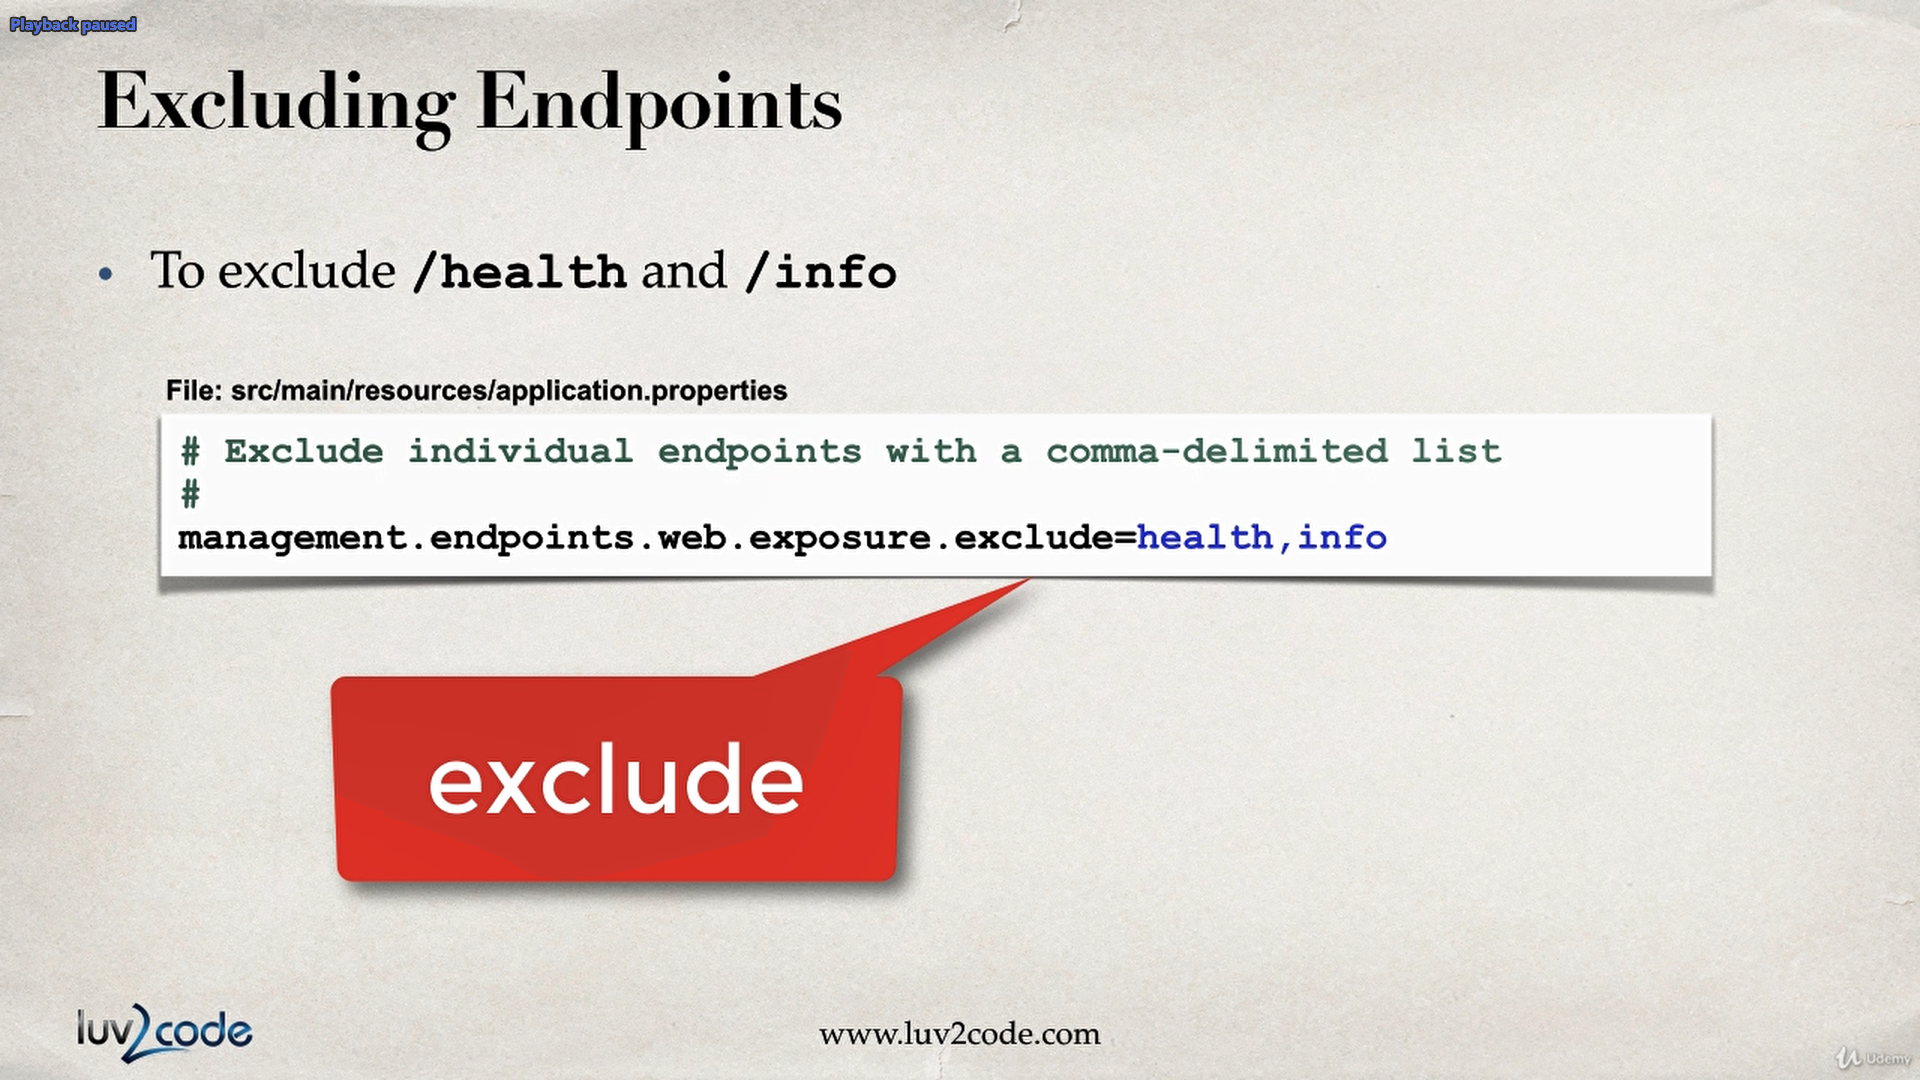 Playback paused
Excluding Endpoints
• To exclude /health and /info
File: src/main/resources/application.properties
# Exclude individual endpoints with a comma-delimited list
#
management.endpoints.web.exposure.exclude=health,info
exclude
luv2code
www.luv2code.com
Udemy